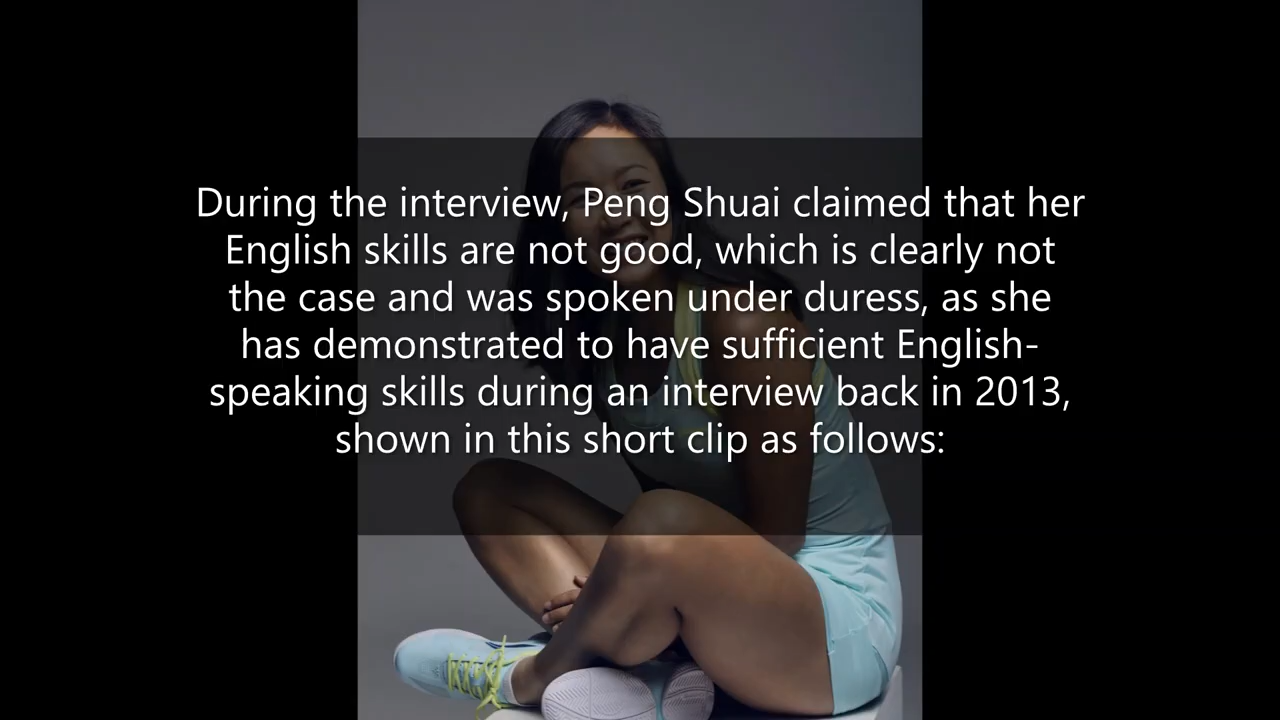 During the interview, Peng Shuai claimed that her
English skills are not good, which is clearly not
the case and was spoken under duress, as she
has demonstrated to have sufficient English-
speaking skills during an interview back in 2013,
shown in this short clip as follows: